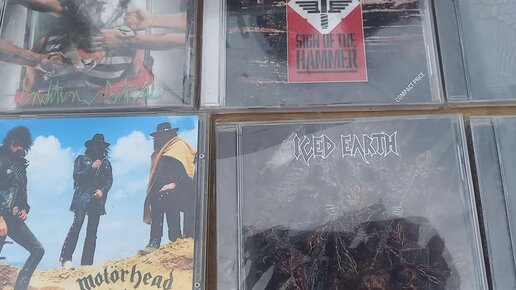 SIGN OF THE
HAMMER
COMPACT PRICE
ICED EARTH
motörhead